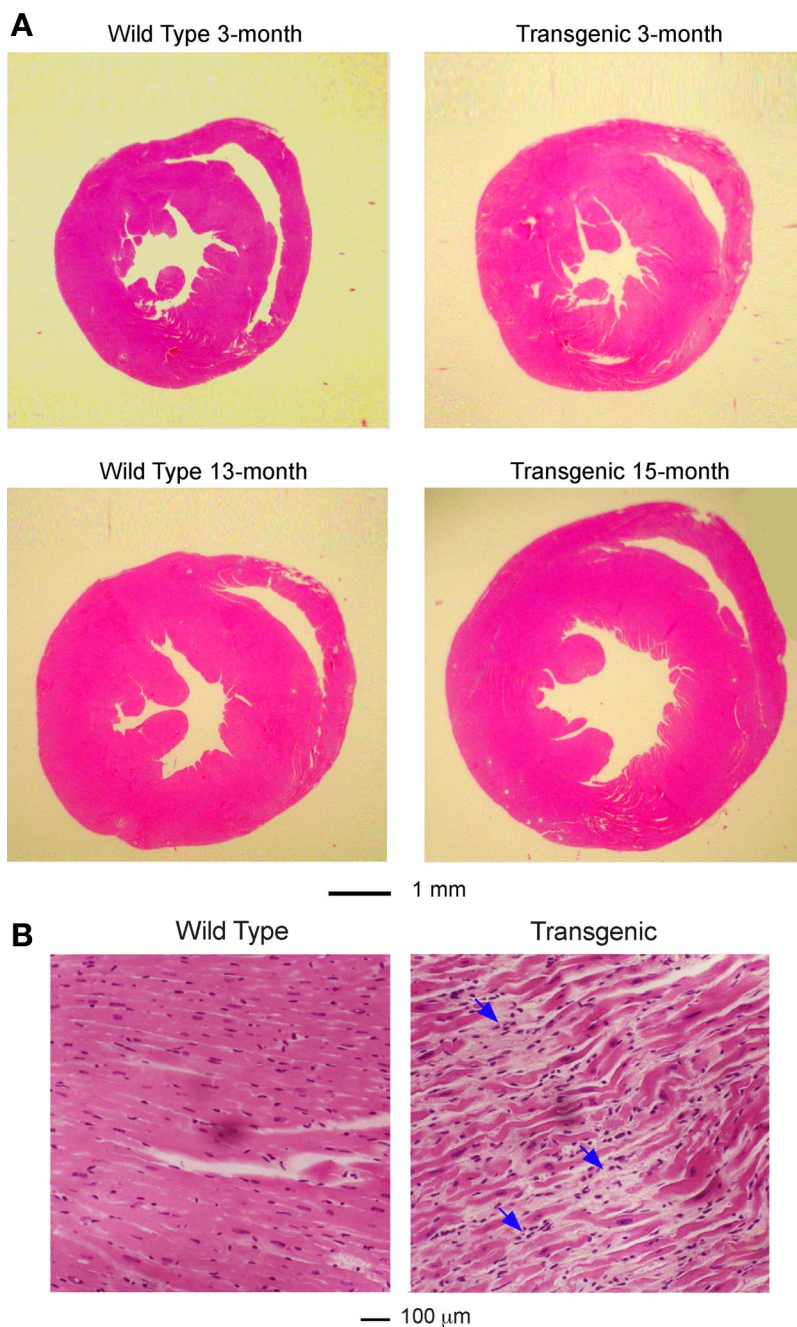 A
Wild Type 3-month
Transgenic 3-month
Wild Type 13-month
Transgenic 15-month
1 mm
B
Wild Type
Transgenic
100 μm